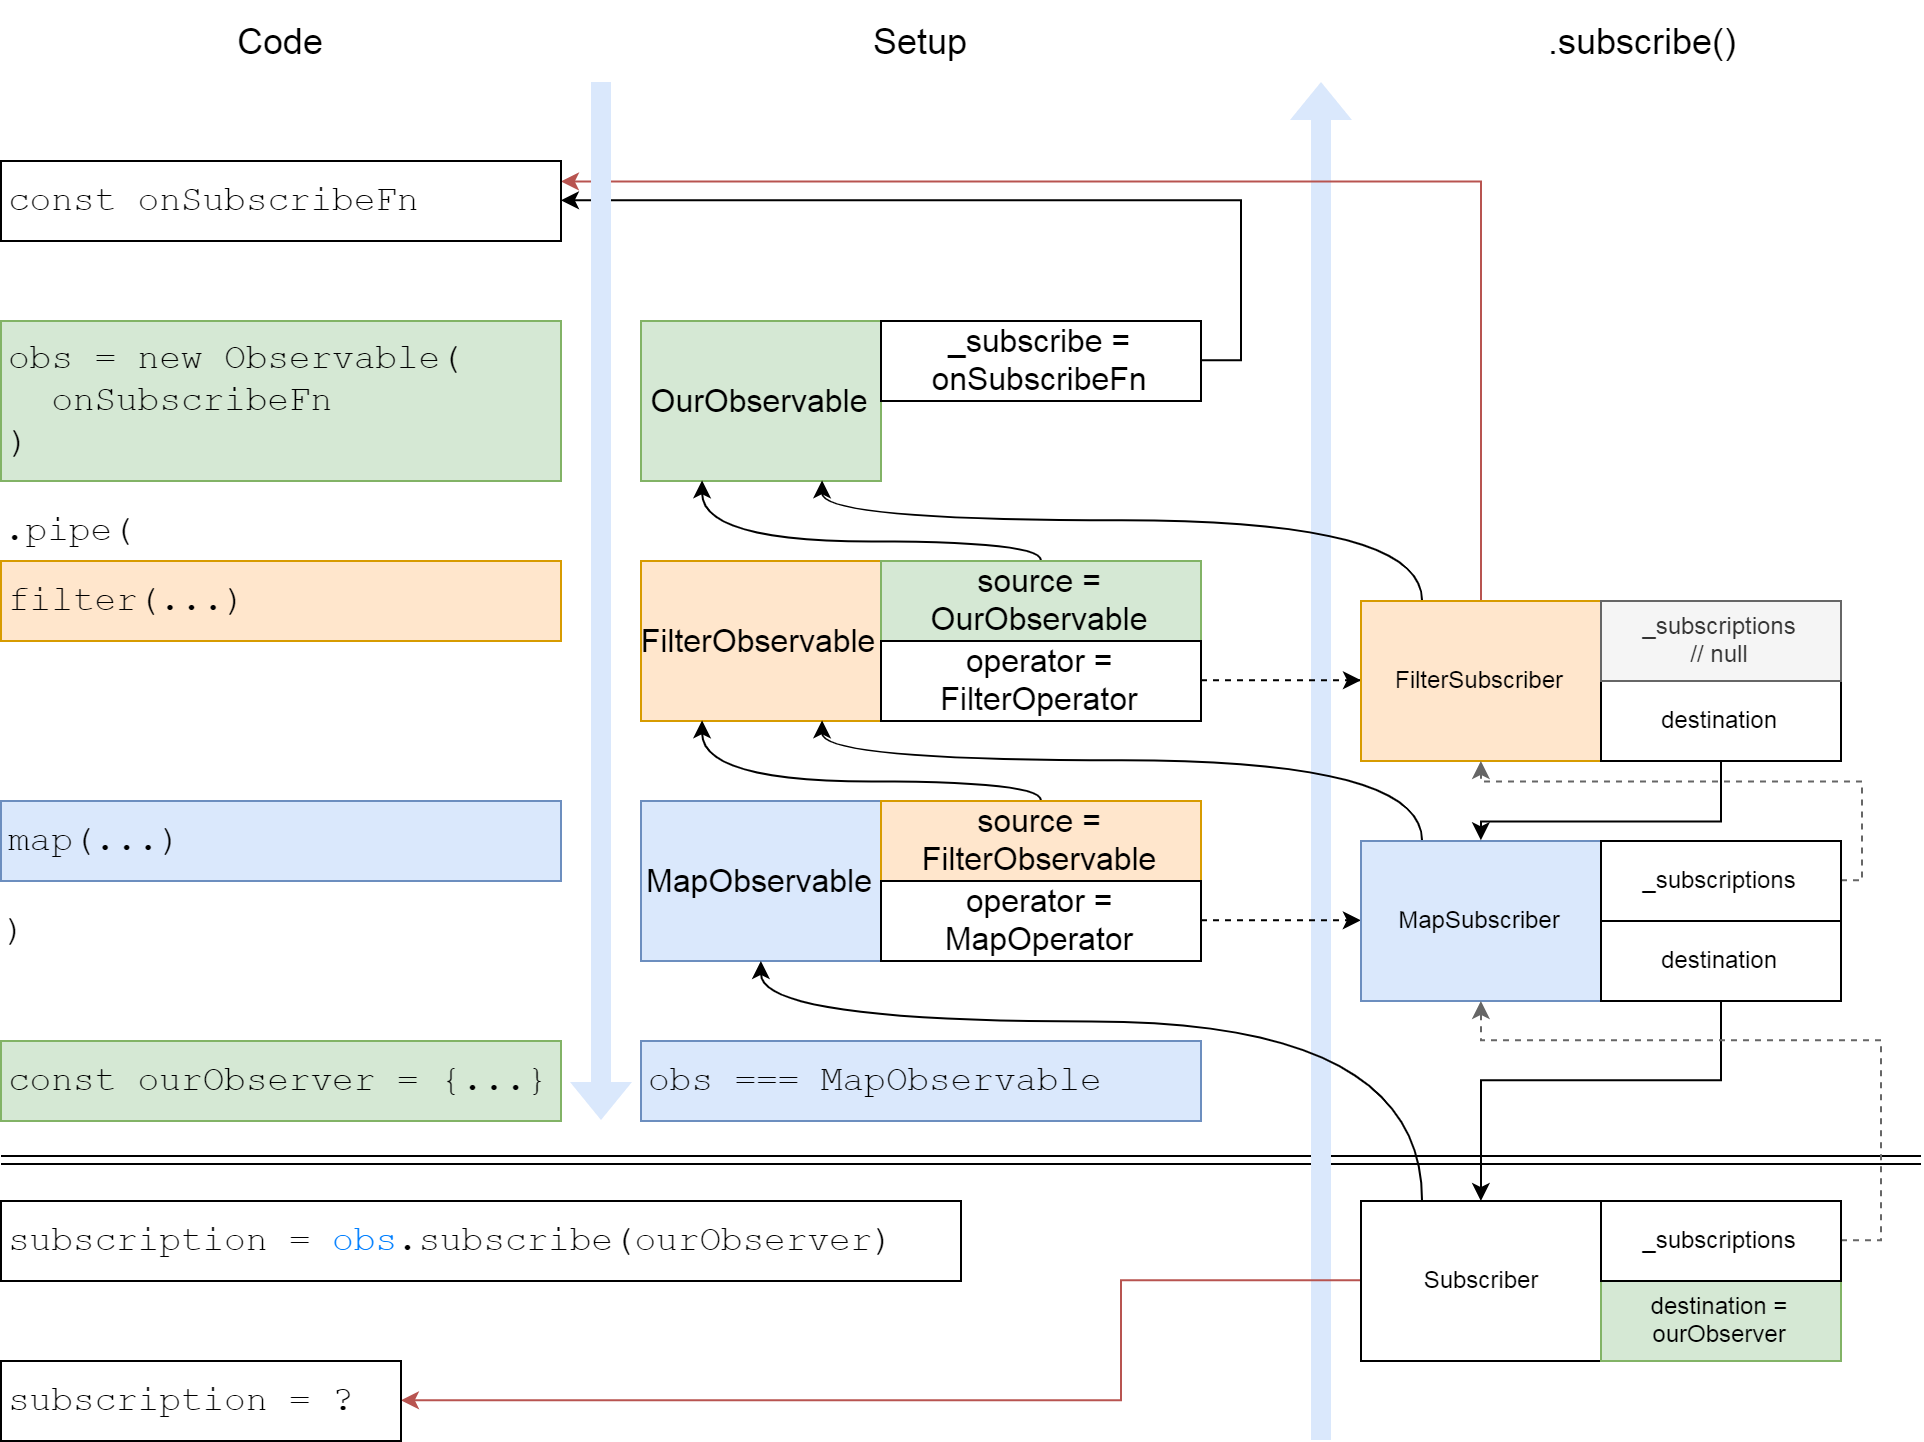 Code
Setup
.subscribe()
const onSubscribeFn
obs = new Observable(
onSubscribeFn
)
OurObservable
_subscribe =
onSubscribeFn
.pipe(
filter(...)
FilterObservable
source =
OurObservable
operator =
FilterOperator
FilterSubscriber
_subscriptions
// null
destination
map(...)
MapObservable
source =
FilterObservable
operator =
MapOperator
MapSubscriber
_subscriptions
destination
)
const ourObserver = {...}
obs === MapObservable
subscription = obs.subscribe(ourObserver)
Subscriber
_subscriptions
destination =
ourObserver
subscription = ?